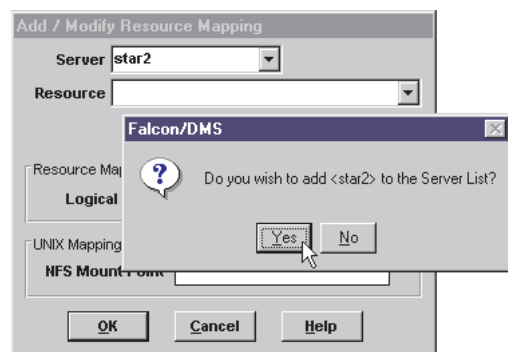 Add / Modify Resource Mapping
Server star2
Resource
Falcon/DMS
Do you wish to add <star2> to the Server List?
Yes No
Resource Ma
Logical
UNIX Mapping
NFS Mount Point
OK Cancel Help